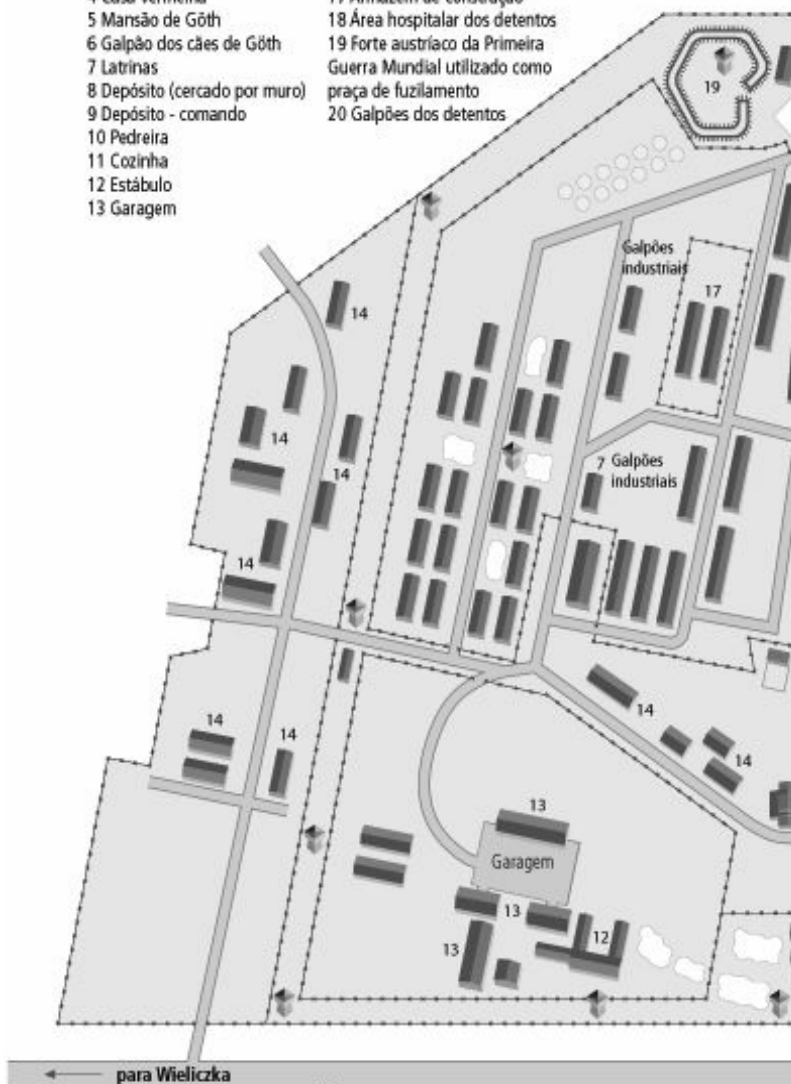 5 Mansão de Göth
6 Galpão dos cães de Göth
7 Latrinas
8 Depósito (cercado por muro)
9 Depósito - comando
10 Pedreira
11 Cozinha
12 Estábulo
13 Garagem
18 Área hospitalar dos detentos
19 Forte austríaco da Primeira
Guerra Mundial utilizado como
praça de fuzilamento
20 Galpões dos detentos
19
Galpões
industriais
17
14
14
14
7 Galpões
industriais
14
14
14
14
14
13
Garagem
13
12
13
para Wieliczka